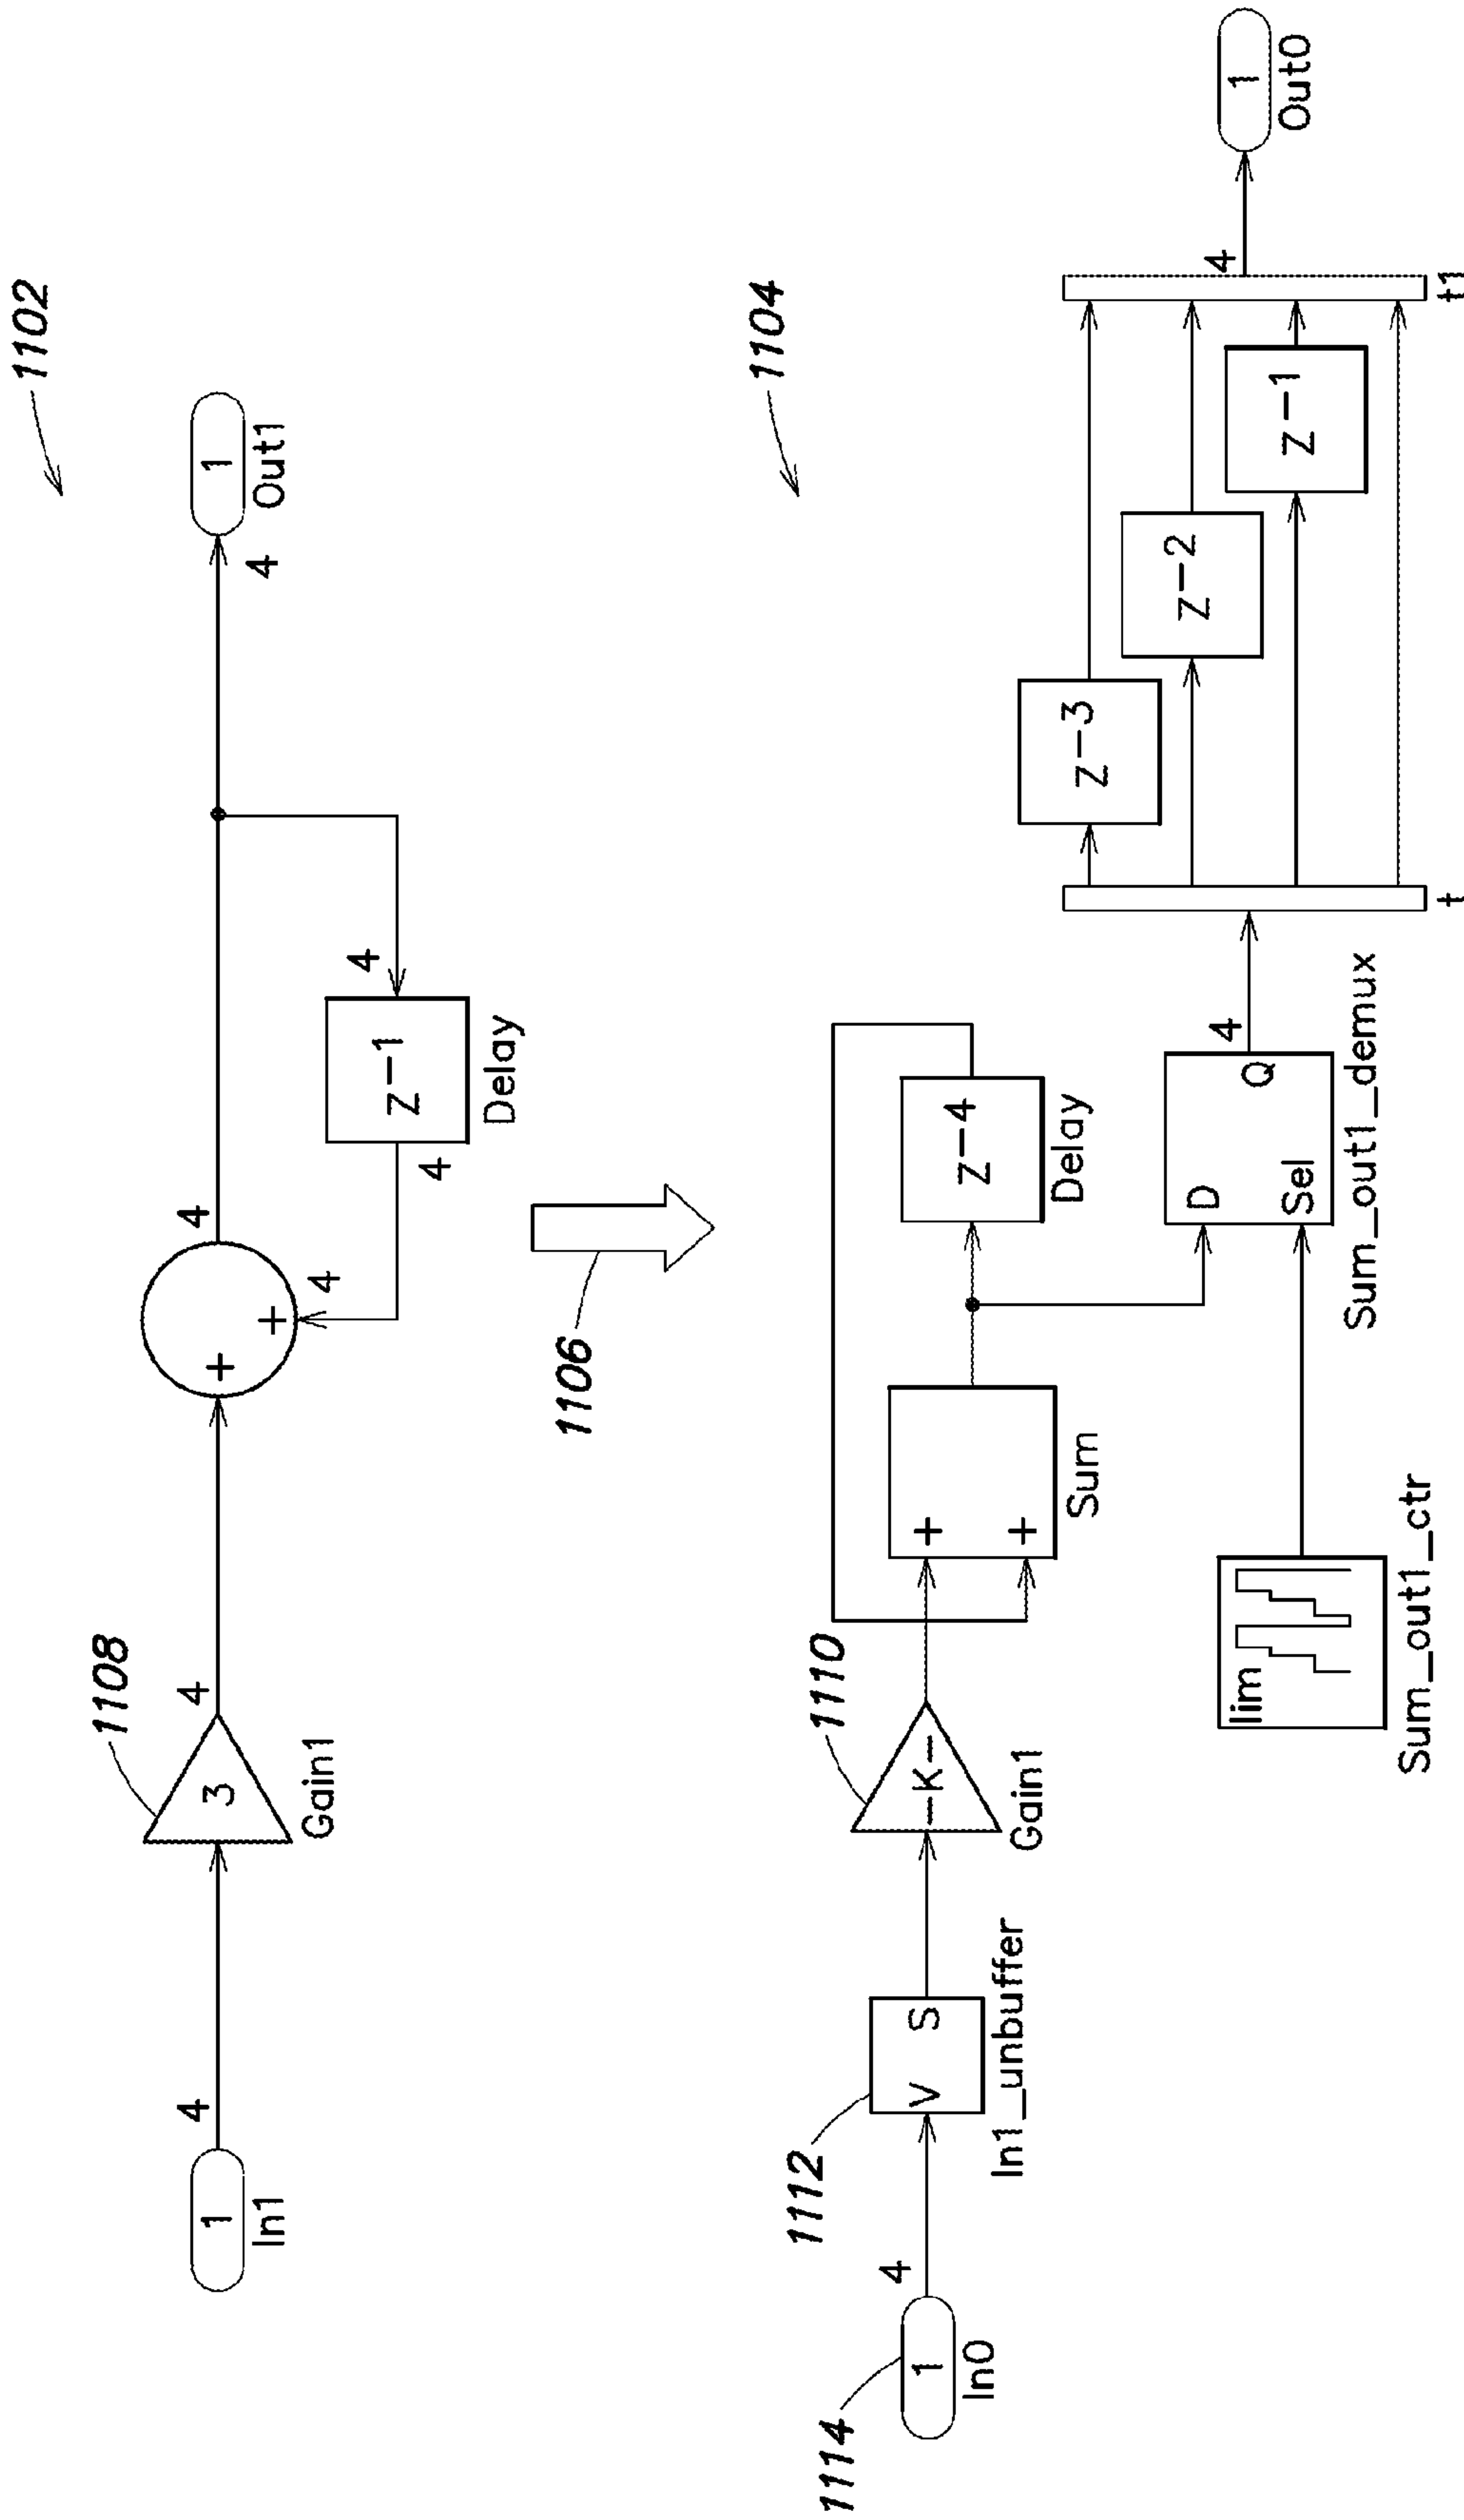 1102
1
In1
4
3
Gain1
1108
4
+
+
4
4
4
Z-1
Delay
4
4
1
Out1
1106
1104
1114
1
In0
4
1112
V S
In1_unbuffer
1110
-K-
Gain1
+
+
Sum
Z-4
Delay
lim
Sum_out1_ctr
D
Q
Sel
Sum_out1_demux
4
t
Z-3
Z-2
Z-1
t1
4
1
Out0